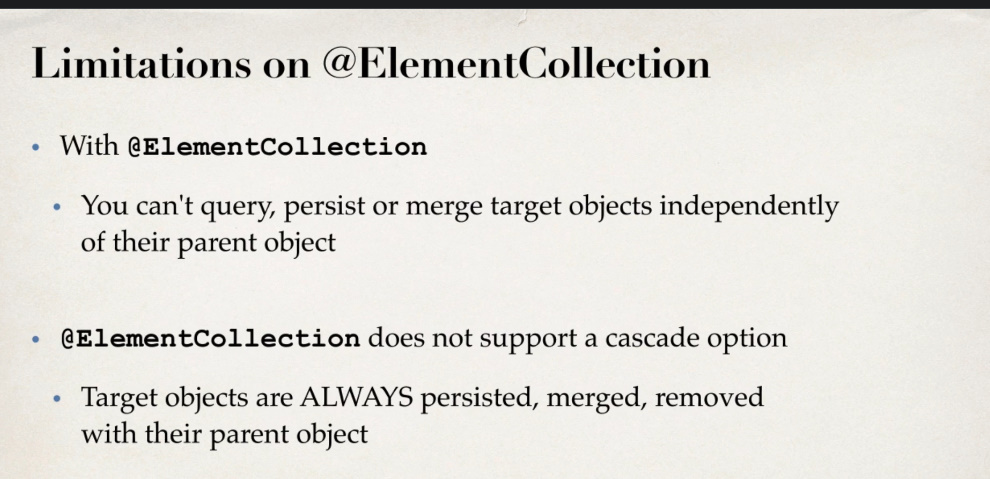 Limitations on @ElementCollection
• With @ElementCollection
• You can't query, persist or merge target objects independently
of their parent object
• @ElementCollection does not support a cascade option
• Target objects are ALWAYS persisted, merged, removed
with their parent object